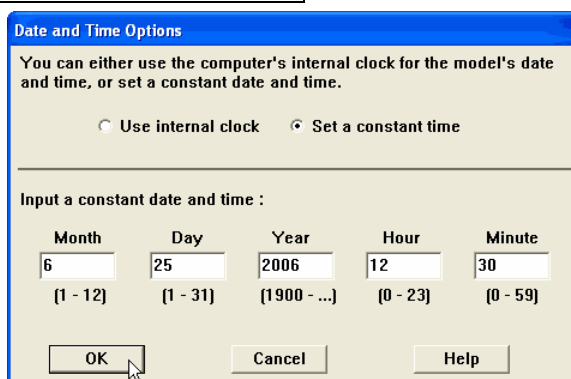 Date and Time Options
You can either use the computer's internal clock for the model's date
and time, or set a constant date and time.
Use internal clock Set a constant time
Input a constant date and time :
Month Day Year Hour Minute
6 25 2006 12 30
(1 - 12) (1 - 31) (1900 - ...) (0 - 23) (0 - 59)
OK Cancel Help